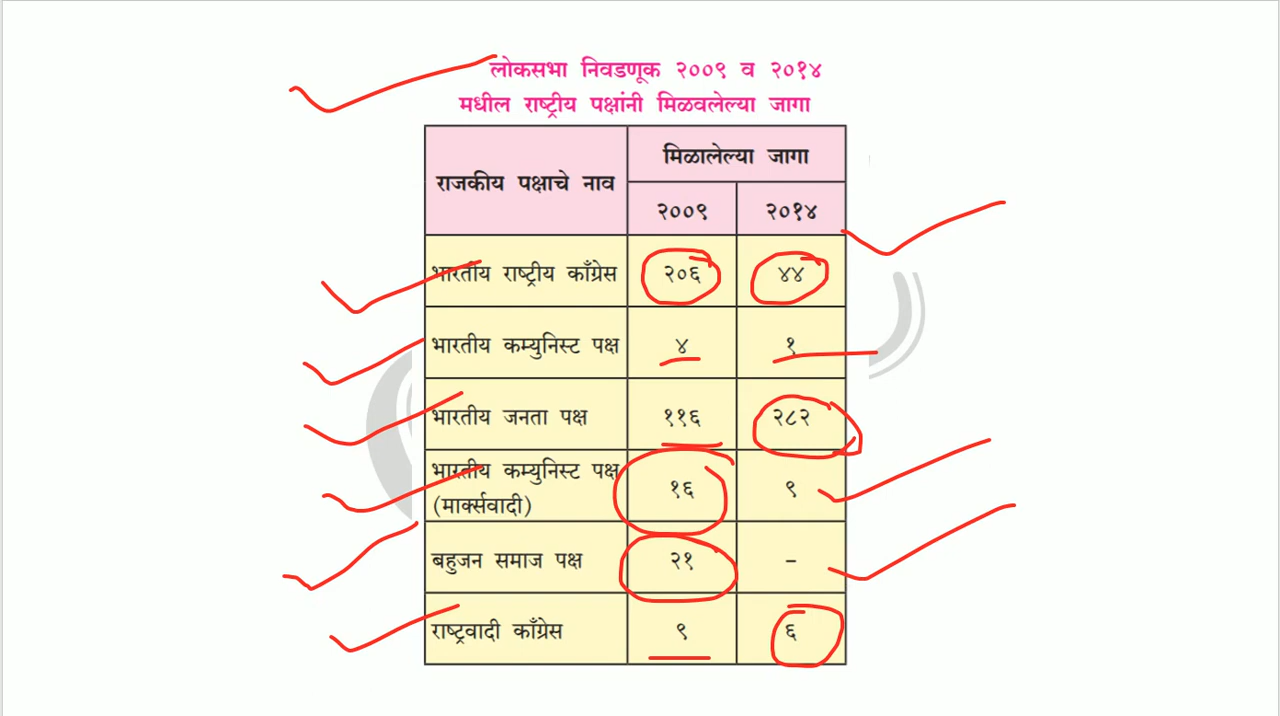 लोकसभा निवडणूक २००९ व २०१४
मधील राष्ट्रीय पक्षांनी मिळवलेल्या जागा
राजकीय पक्षाचे नाव
मिळालेल्या जागा
२००९ २०१४
भारतीय राष्ट्रीय काँग्रेस २०६ ४४
भारतीय कम्युनिस्ट पक्ष ४ १
भारतीय जनता पक्ष ११६ २८२
भारतीय कम्युनिस्ट पक्ष
(मार्क्सवादी) १६ ९
बहुजन समाज पक्ष २१ –
राष्ट्रवादी काँग्रेस ९ ६